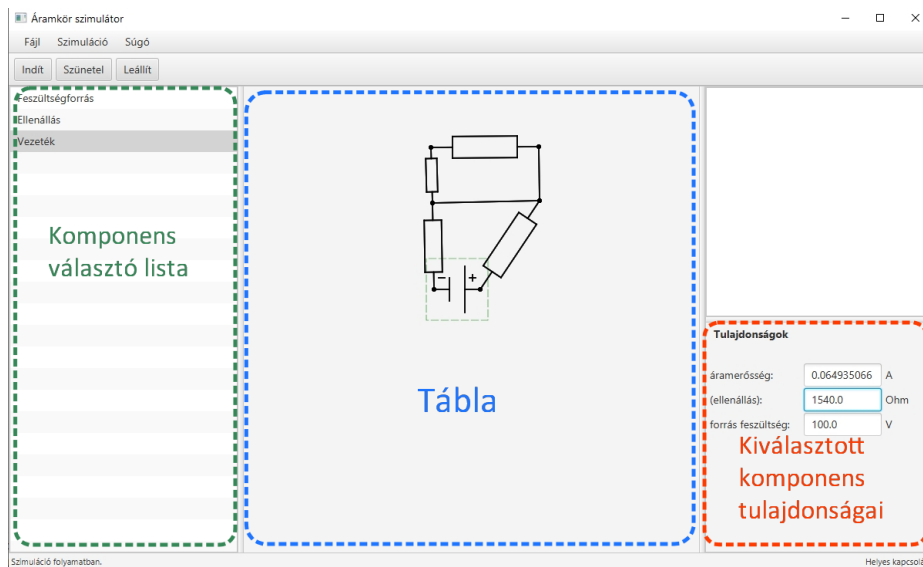 Áramkör szimulátor
Fájl Szimuláció Súgó
Indít Szünetel Leállít
Feszültségforrás
Ellenállás
Vezeték
Komponens
választó lista
- +
Tábla
Tulajdonságok
áramerősség: 0.064935066 A
(ellenállás): 1540.0 Ohm
forrás feszültség: 100.0 V
Kiválasztott
komponens
tulajdonságai
Szimuláció folyamatban. Helyes kapcsolá